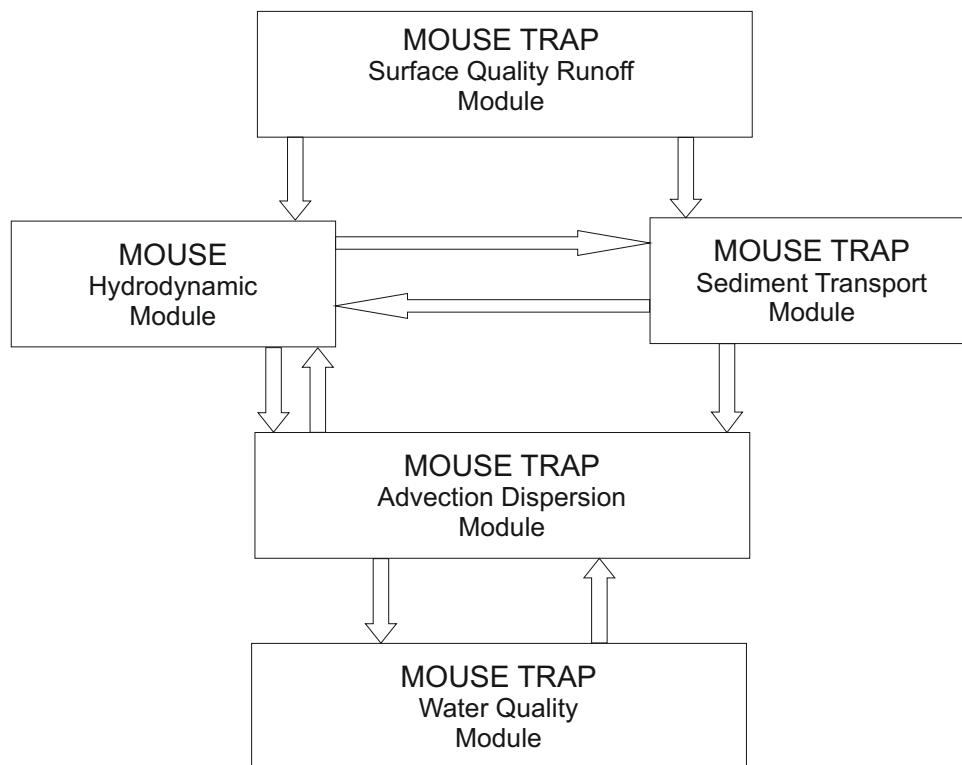 MOUSE TRAP
Surface Quality Runoff
Module
MOUSE
Hydrodynamic
Module
MOUSE TRAP
Sediment Transport
Module
MOUSE TRAP
Advection Dispersion
Module
MOUSE TRAP
Water Quality
Module